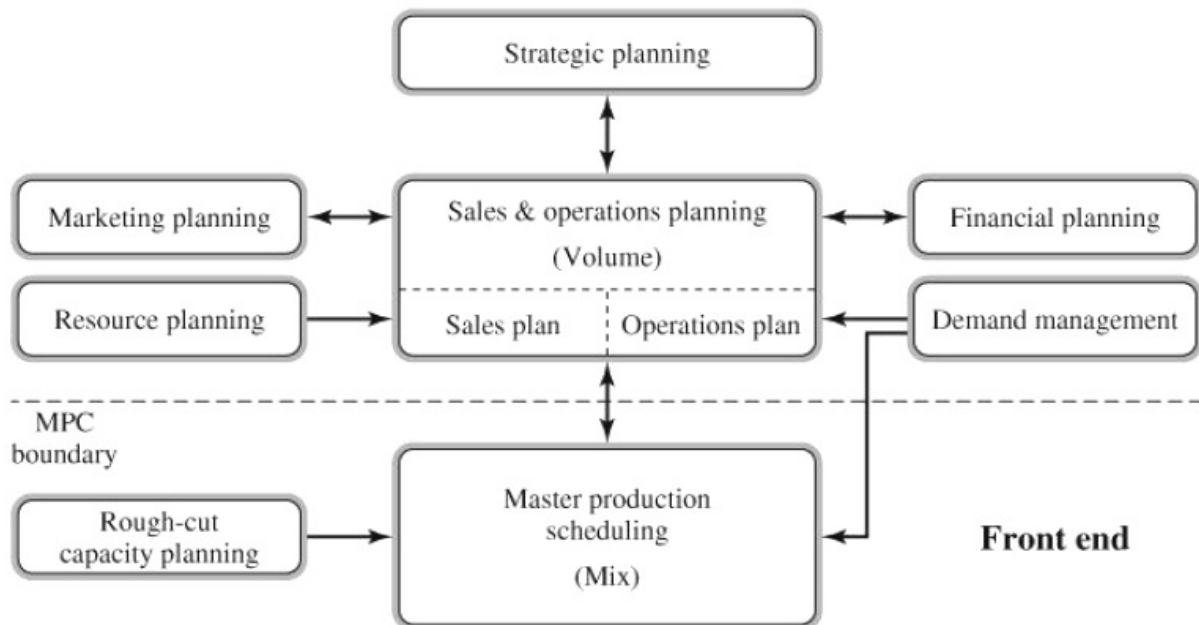 Strategic planning
Marketing planning
Sales & operations planning
(Volume)
Financial planning
Resource planning
Sales plan
Operations plan
Demand management
MPC
boundary
Rough-cut
capacity planning
Master production
scheduling
(Mix)
Front end